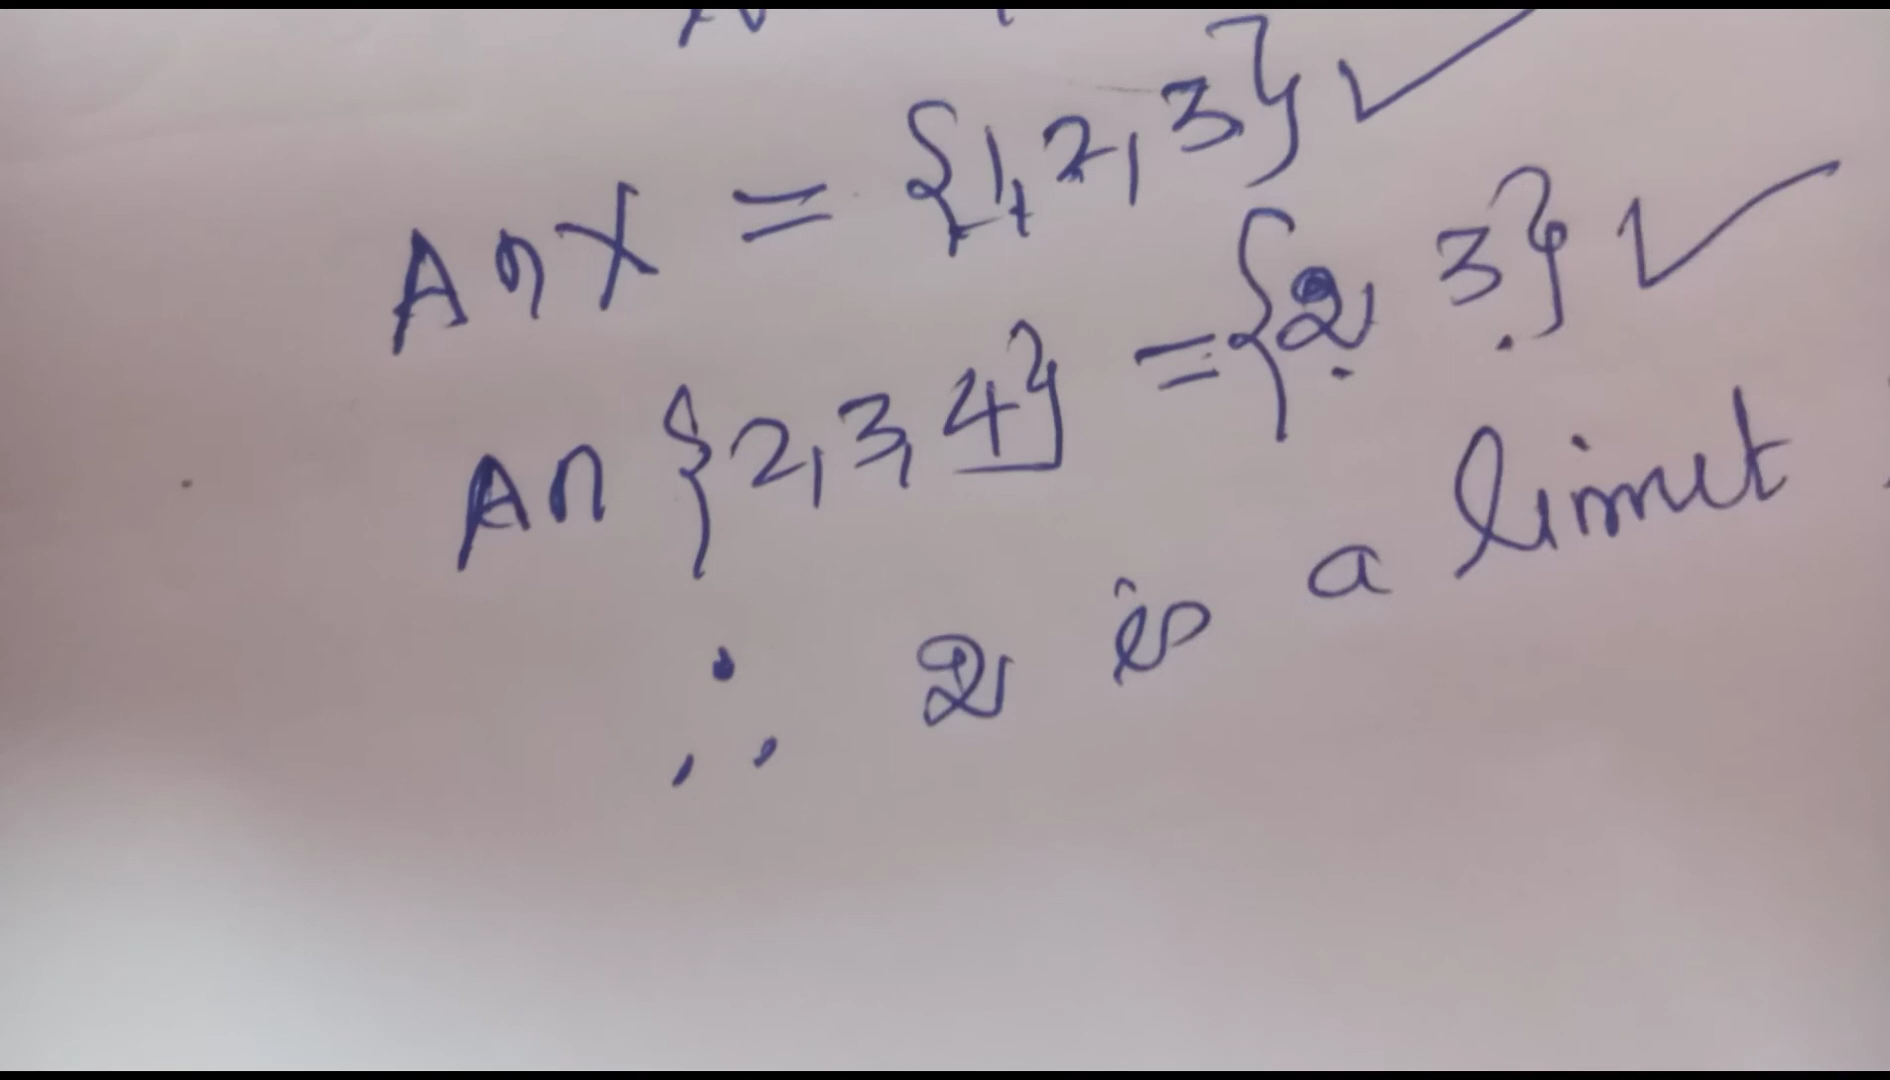 A∩X = {1,2,3} ✓
A∩{2,3,4} = {2, 3} ✓
∴ 2 is a limit